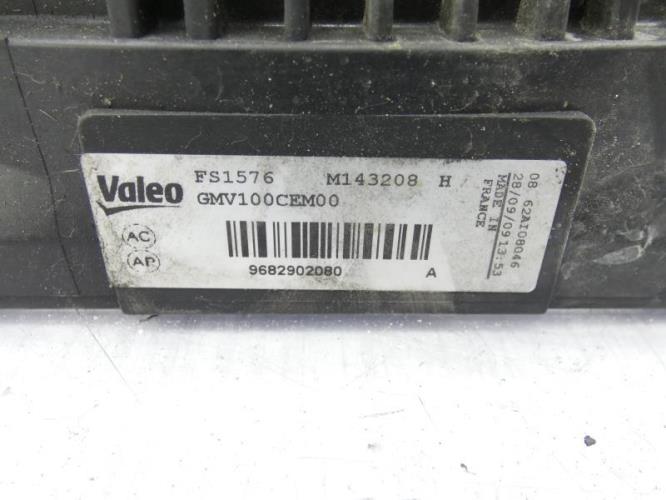 Valeo
FS1576 M143208 H
GMV100CEM00
AC
AP
9682902080 A
08 62AI08046
28/09/09 13:53
MADE IN
FRANCE